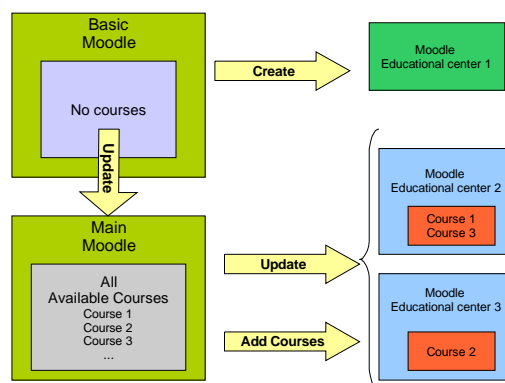 Basic
Moodle
No courses
Create
Moodle
Educational center 1
Update
Main
Moodle
All
Available Courses
Course 1
Course 2
Course 3
...
Update
Add Courses
Moodle
Educational center 2
Course 1
Course 3
Moodle
Educational center 3
Course 2